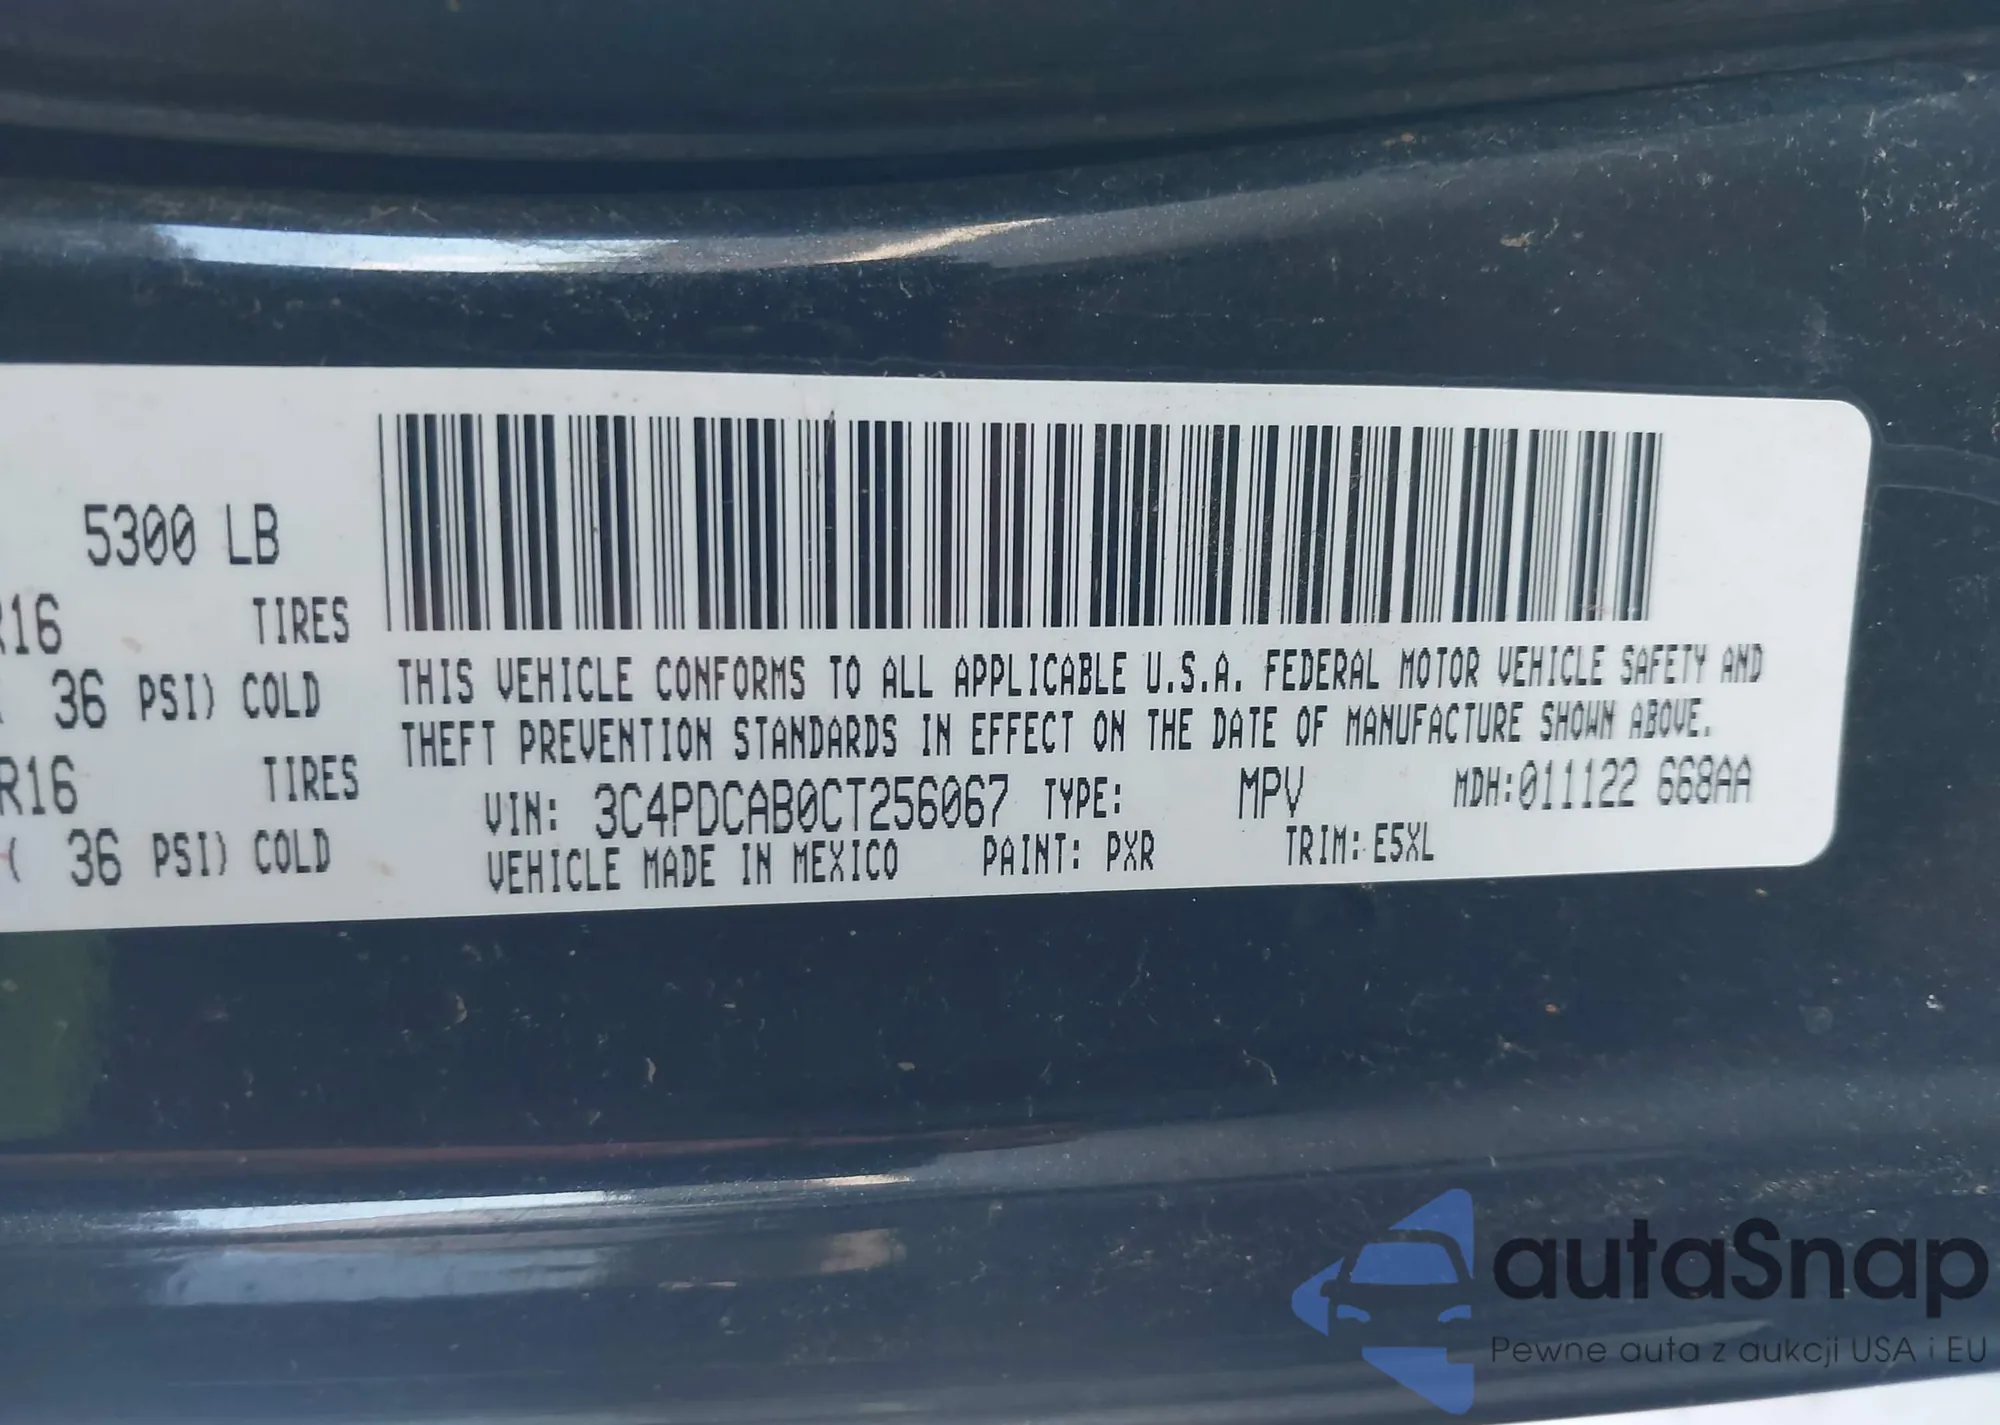 5300 LB
R16 TIRES
36 PSI) COLD
R16 TIRES
( 36 PSI) COLD
THIS VEHICLE CONFORMS TO ALL APPLICABLE U.S.A. FEDERAL MOTOR VEHICLE SAFETY AND
THEFT PREVENTION STANDARDS IN EFFECT ON THE DATE OF MANUFACTURE SHOWN ABOVE.
VIN: 3C4PDCAB0CT256067 TYPE: MPV MDH:011122 668AA
VEHICLE MADE IN MEXICO PAINT: PXR TRIM: E5XL
autaSnap
Pewne auta z aukcji USA i EU